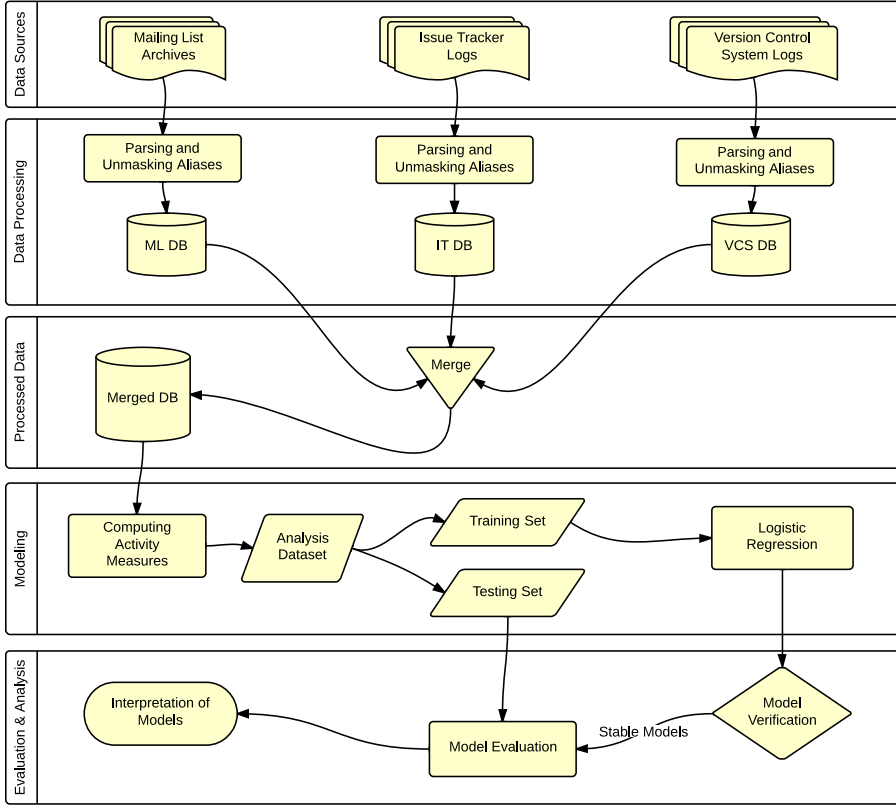 Data Sources
Mailing List
Archives
Issue Tracker
Logs
Version Control
System Logs
Data Processing
Parsing and
Unmasking Aliases
Parsing and
Unmasking Aliases
Parsing and
Unmasking Aliases
ML DB
IT DB
VCS DB
Processed Data
Merged DB
Merge
Modeling
Computing
Activity
Measures
Analysis
Dataset
Training Set
Testing Set
Logistic
Regression
Evaluation & Analysis
Interpretation of
Models
Model Evaluation
Stable Models
Model
Verification